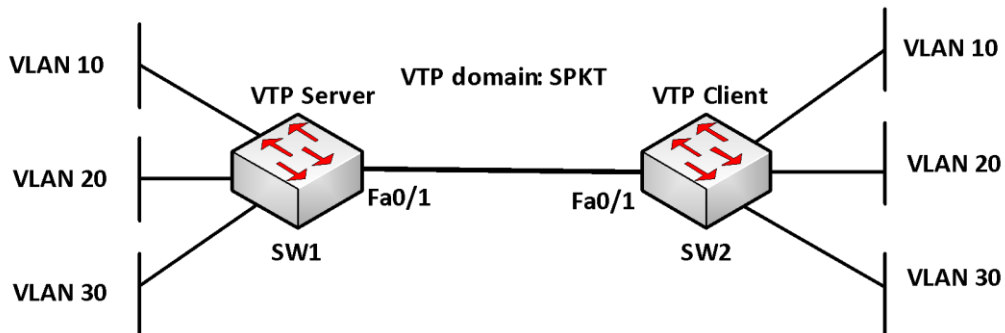 VLAN 10
VLAN 10
VTP domain: SPKT
VTP Server
VTP Client
VLAN 20
VLAN 20
Fa0/1
Fa0/1
SW1
SW2
VLAN 30
VLAN 30